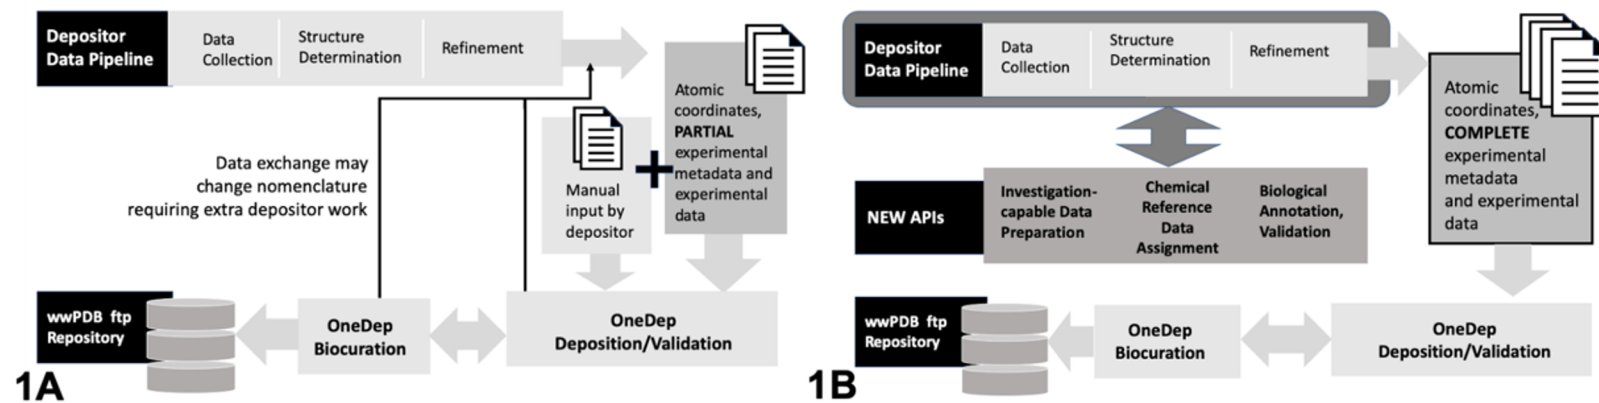 Depositor
Data Pipeline
Data
Collection
Structure
Determination
Refinement
Atomic
coordinates,
PARTIAL
experimental
metadata and
experimental
data
Manual
input by
depositor
Data exchange may
change nomenclature
requiring extra depositor work
wwPDB ftp
Repository
OneDep
Biocuration
OneDep
Deposition/Validation
1A
Depositor
Data Pipeline
Data
Collection
Structure
Determination
Refinement
Atomic
coordinates,
COMPLETE
experimental
metadata
and experimental
data
NEW APIs
Investigation-
capable Data
Preparation
Chemical
Reference
Data
Assignment
Biological
Annotation,
Validation
wwPDB ftp
Repository
OneDep
Biocuration
OneDep
Deposition/Validation
1B